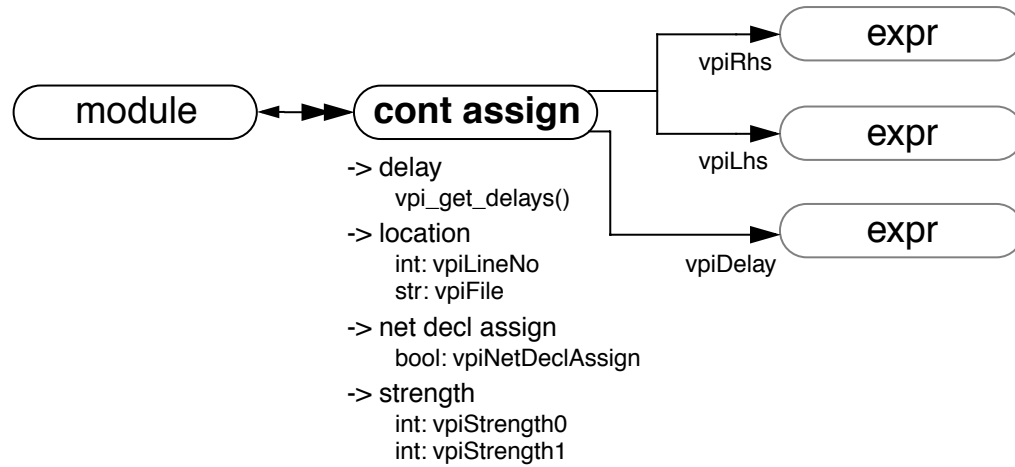 expr
vpiRhs
module
cont assign
expr
vpiLhs
-> delay
vpi_get_delays()
expr
-> location
vpiDelay
int: vpiLineNo
str: vpiFile
-> net decl assign
bool: vpiNetDeclAssign
-> strength
int: vpiStrength0
int: vpiStrength1